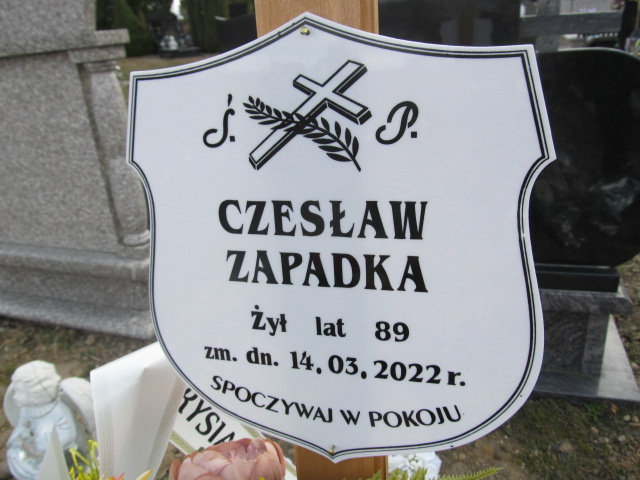 Ś. P.
CZESŁAW
ZAPADKA
Żył lat 89
zm. dn. 14.03.2022 r.
SPOCZYWAJ W POKOJU